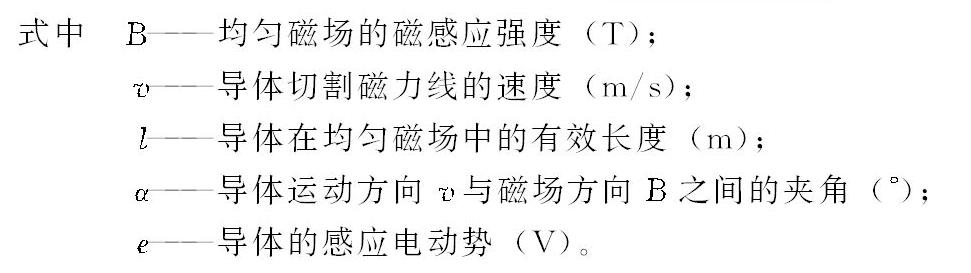 式中 B——均匀磁场的磁感应强度（T）；
v——导体切割磁力线的速度（m/s）；
l——导体在均匀磁场中的有效长度（m）；
α——导体运动方向 v 与磁场方向 B 之间的夹角（°）；
e——导体的感应电动势（V）。